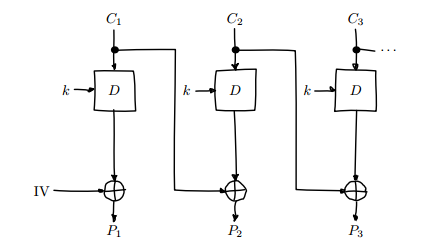 C₁ C₂ C₃
...
k D k D k D
IV
P₁ P₂ P₃